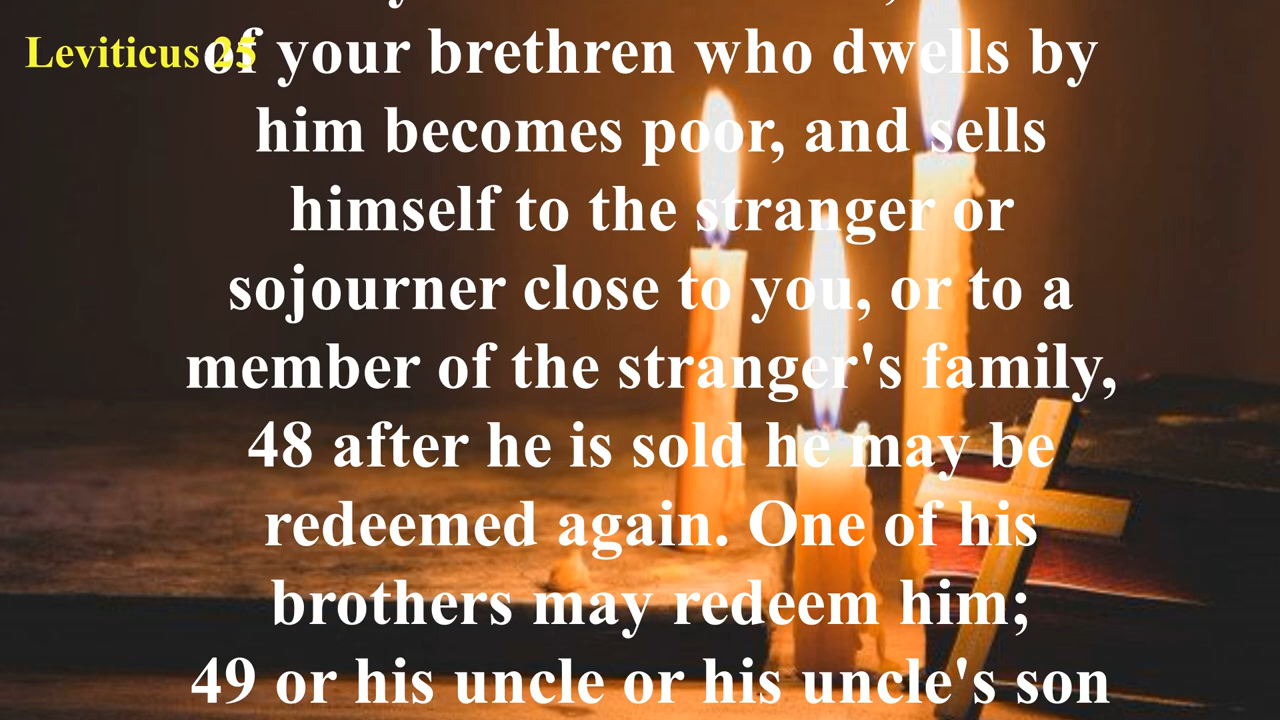 Leviticus 25
of your brethren who dwells by
him becomes poor, and sells
himself to the stranger or
sojourner close to you, or to a
member of the stranger's family,
48 after he is sold he may be
redeemed again. One of his
brothers may redeem him;
49 or his uncle or his uncle's son